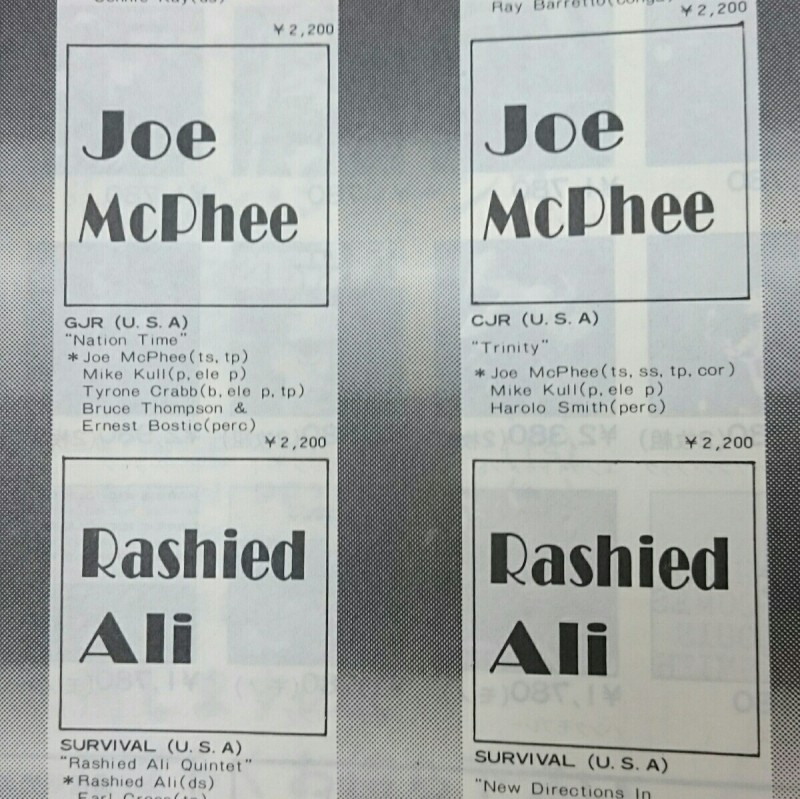 ¥2,200
Joe
McPhee
GJR (U.S.A)
"Nation Time"
*Joe McPhee(ts, tp)
Mike Kull(p, ele p)
Tyrone Crabb(b, ele p, tp)
Bruce Thompson &
Ernest Bostic(perc)
¥2,200
Rashied
Ali
SURVIVAL (U.S.A)
"Rashied Ali Quintet"
*Rashied Ali(ds)
Ray Barretto(conga)
¥2,200
Joe
McPhee
CJR (U.S.A)
"Trinity"
*Joe McPhee(ts, ss, tp, cor)
Mike Kull(p, ele p)
Harolo Smith(perc)
¥2,200
Rashied
Ali
SURVIVAL (U.S.A)
"New Directions In